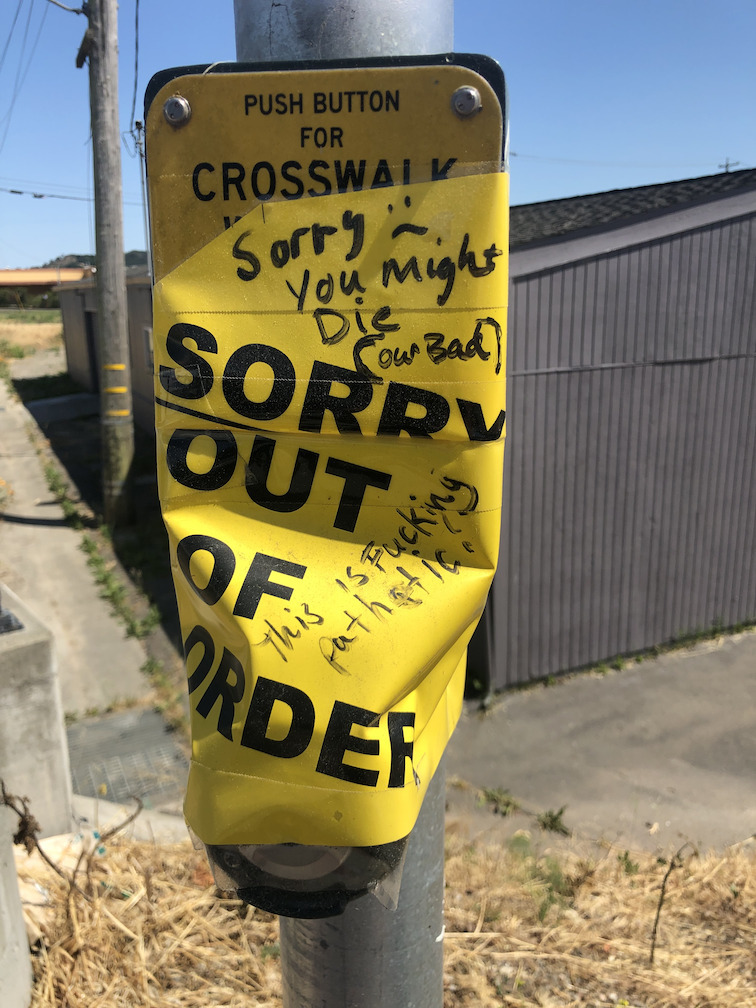 PUSH BUTTON
FOR
CROSSWALK
Sorry :(
You might
Die
(our Bad)
SORRY
OUT
OF
ORDER
This is Fucking
pathetic